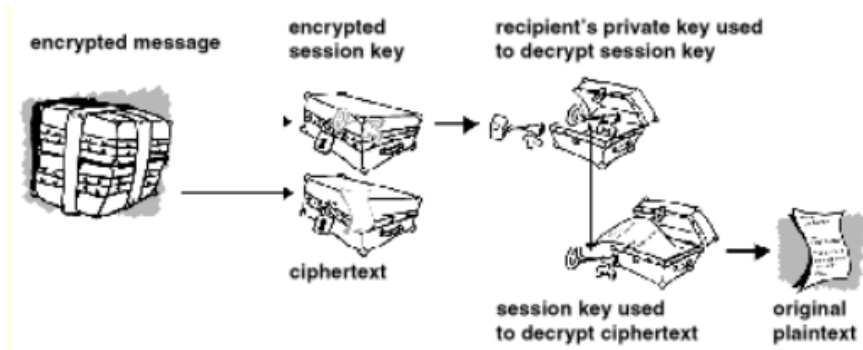 encrypted message
encrypted
session key
recipient's private key used
to decrypt session key
ciphertext
session key used
to decrypt ciphertext
original
plaintext